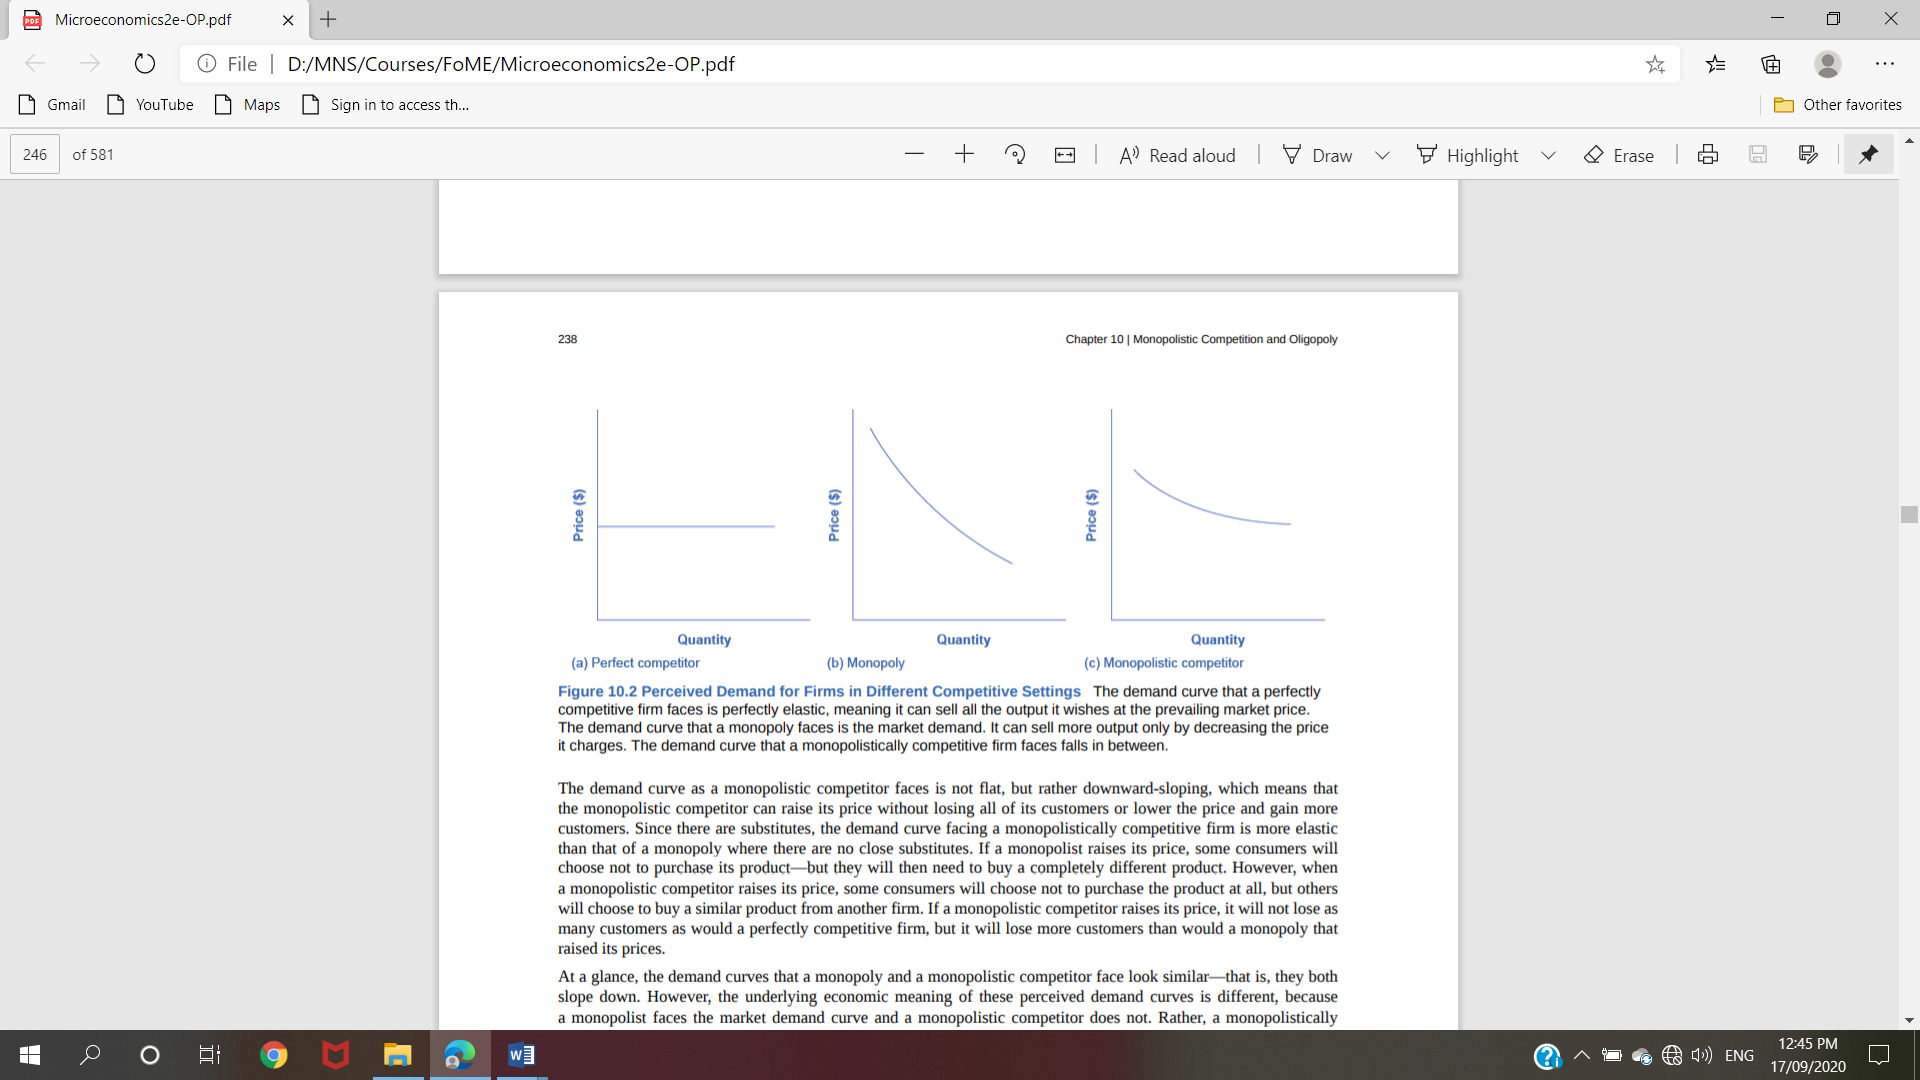 Microeconomics2e-OP.pdf
File | D:/MNS/Courses/FoME/Microeconomics2e-OP.pdf
Gmail YouTube Maps Sign in to access th... Other favorites
246 of 581 Read aloud Draw Highlight Erase
238 Chapter 10 | Monopolistic Competition and Oligopoly
Price ($) Price ($) Price ($)
Quantity Quantity Quantity
(a) Perfect competitor (b) Monopoly (c) Monopolistic competitor
Figure 10.2 Perceived Demand for Firms in Different Competitive Settings The demand curve that a perfectly
competitive firm faces is perfectly elastic, meaning it can sell all the output it wishes at the prevailing market price.
The demand curve that a monopoly faces is the market demand. It can sell more output only by decreasing the price
it charges. The demand curve that a monopolistically competitive firm faces falls in between.
The demand curve as a monopolistic competitor faces is not flat, but rather downward-sloping, which means that
the monopolistic competitor can raise its price without losing all of its customers or lower the price and gain more
customers. Since there are substitutes, the demand curve facing a monopolistically competitive firm is more elastic
than that of a monopoly where there are no close substitutes. If a monopolist raises its price, some consumers will
choose not to purchase its product—but they will then need to buy a completely different product. However, when
a monopolistic competitor raises its price, some consumers will choose not to purchase the product at all, but others
will choose to buy a similar product from another firm. If a monopolistic competitor raises its price, it will not lose as
many customers as would a perfectly competitive firm, but it will lose more customers than would a monopoly that
raised its prices.
At a glance, the demand curves that a monopoly and a monopolistic competitor face look similar—that is, they both
slope down. However, the underlying economic meaning of these perceived demand curves is different, because
a monopolist faces the market demand curve and a monopolistic competitor does not. Rather, a monopolistically
ENG 12:45 PM
17/09/2020